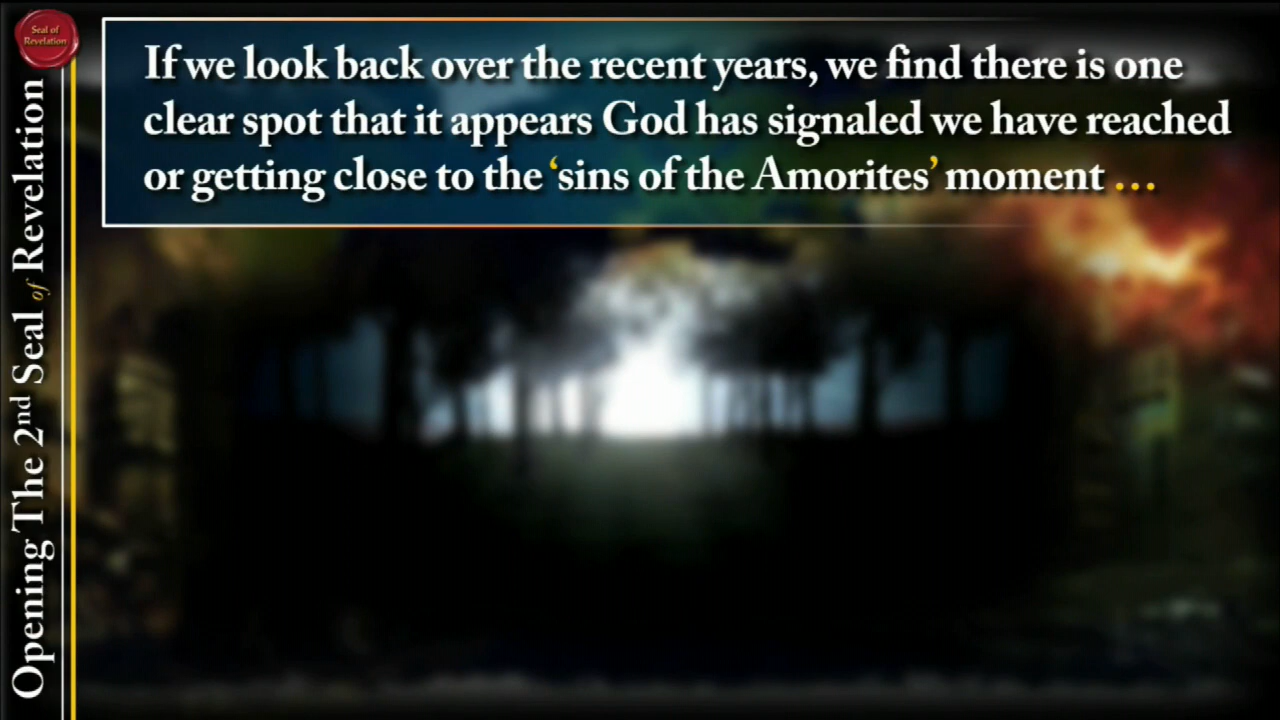 Seal of
Revelation
If we look back over the recent years, we find there is one
clear spot that it appears God has signaled we have reached
or getting close to the ‘sins of the Amorites’ moment ...
Opening The 2nd Seal of Revelation